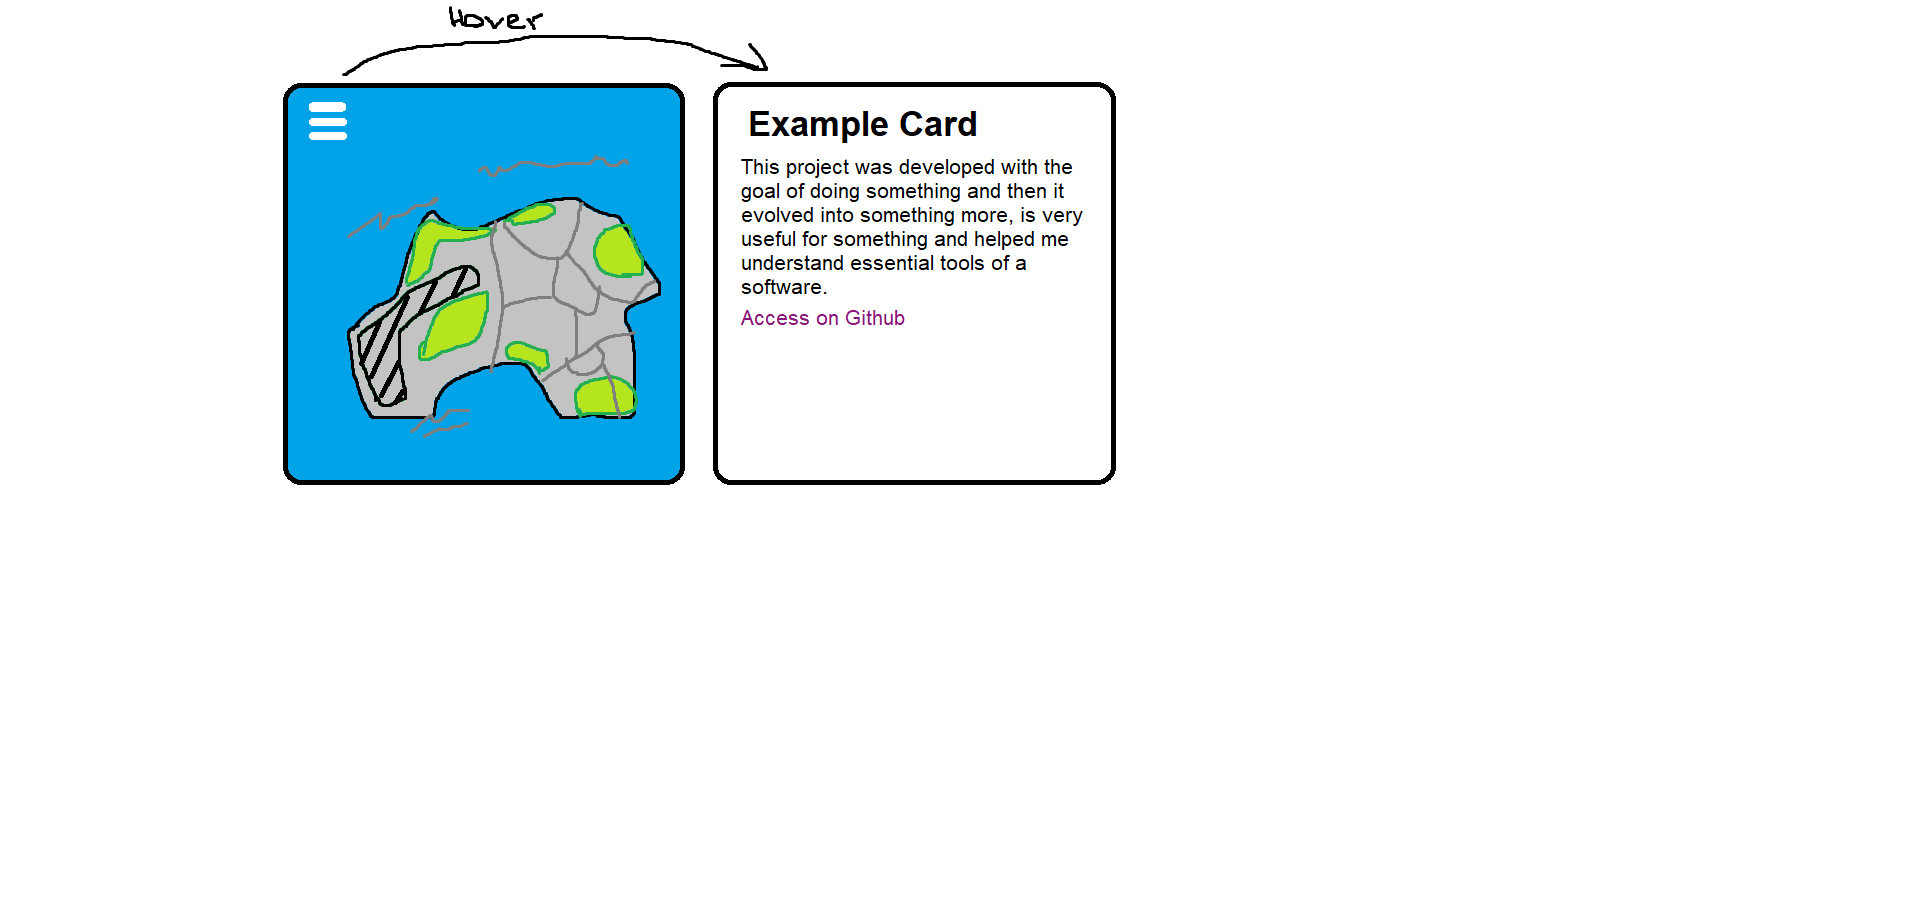 Hover
Example Card
This project was developed with the
goal of doing something and then it
evolved into something more, is very
useful for something and helped me
understand essential tools of a
software.
Access on Github